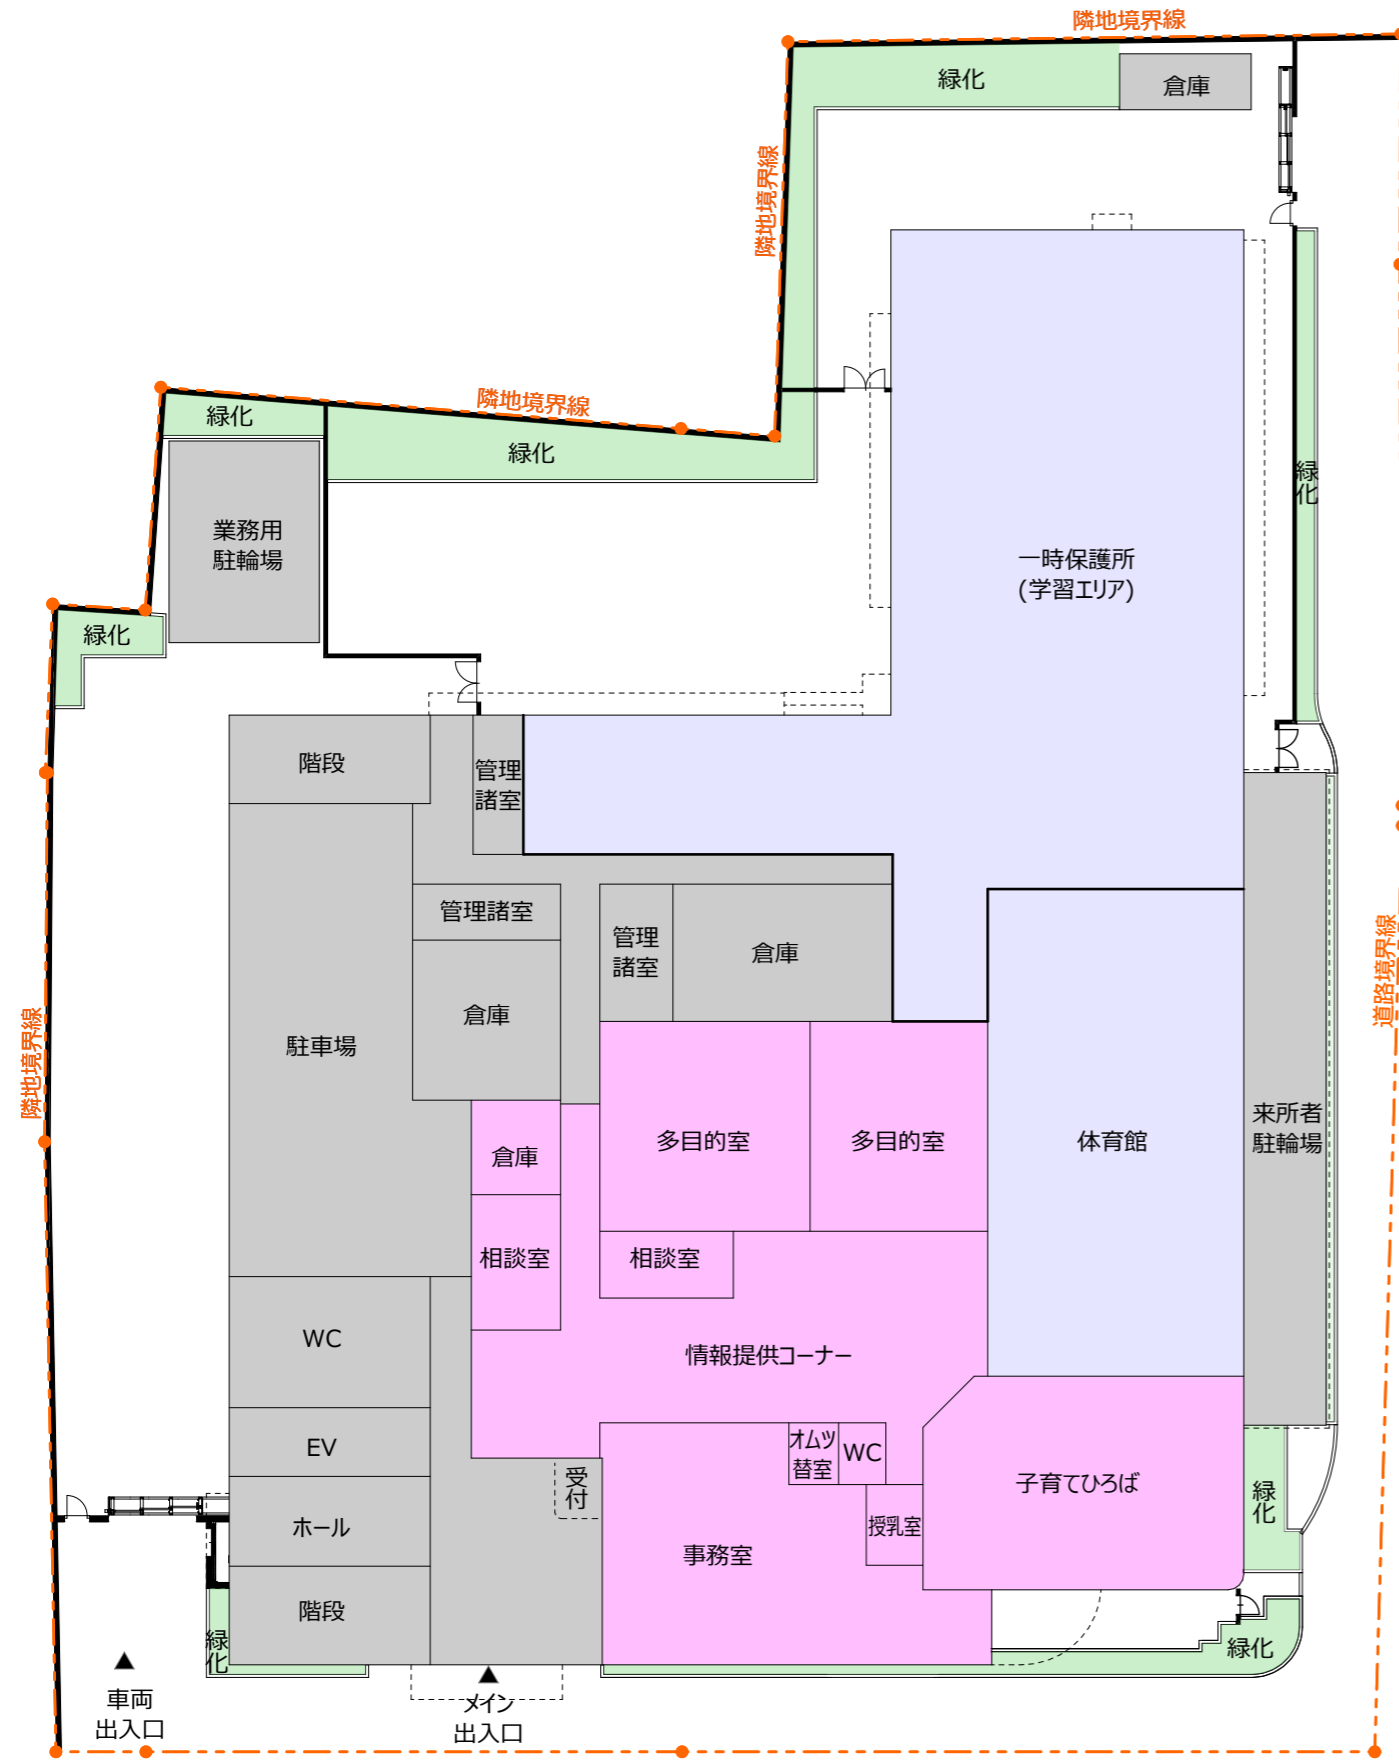 隣地境界線
緑化
倉庫
隣地境界線
隣地境界線
緑化
緑化
緑化
業務用
駐輪場
一時保護所
(学習エリア)
緑化
階段
管理
諸室
管理諸室
管理
諸室
倉庫
倉庫
駐車場
隣地境界線
道路境界線
倉庫
多目的室
多目的室
体育館
来所者
駐輪場
相談室
相談室
WC
情報提供コーナー
EV
オムツ
替室
WC
受付
子育てひろば
緑化
ホール
授乳室
事務室
階段
緑化
緑化
車両
出入口
メイン
出入口